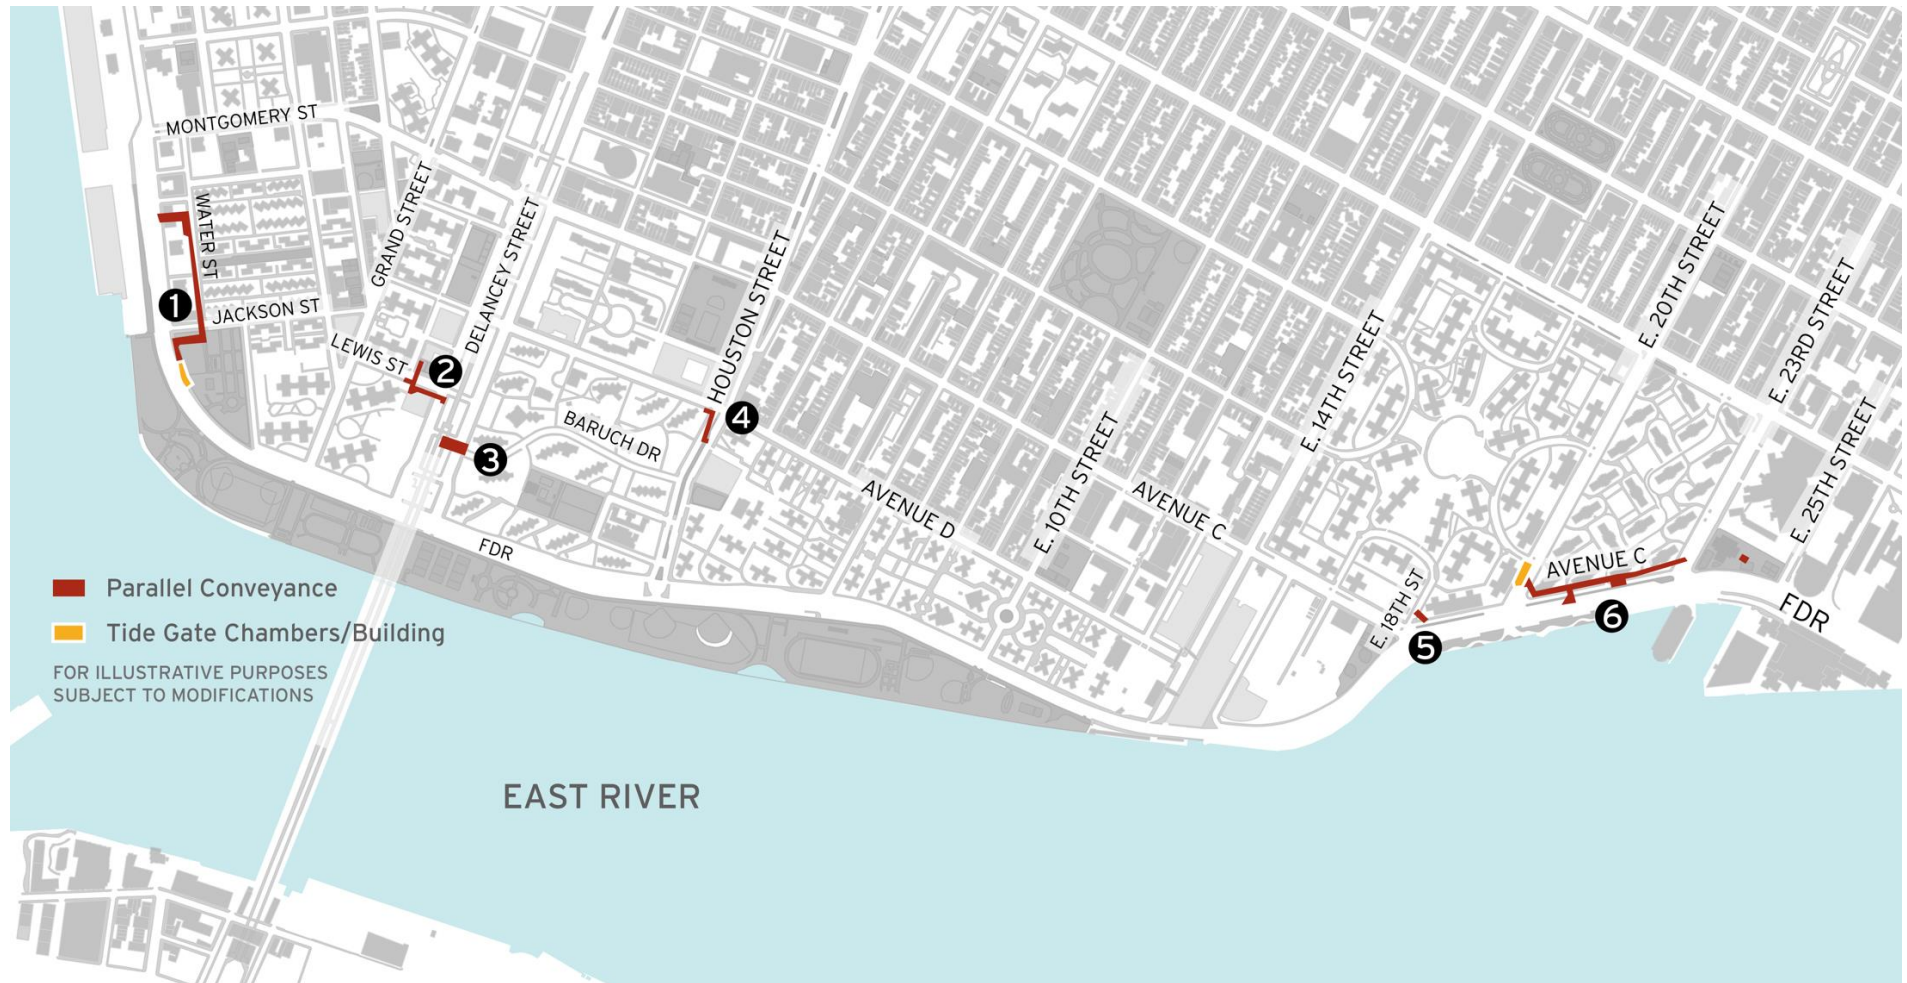 MONTGOMERY ST
WATER ST
GRAND STREET
DELANCEY STREET
HOUSTON STREET
E. 20TH STREET
E. 23RD STREET
1
JACKSON ST
LEWIS ST
2
E. 14TH STREET
E. 25TH STREET
BARUCH DR
4
3
AVENUE D
E. 10TH STREET
AVENUE C
FDR
AVENUE C
E. 18TH ST
5
6
FDR
Parallel Conveyance
Tide Gate Chambers/Building
FOR ILLUSTRATIVE PURPOSES
SUBJECT TO MODIFICATIONS
EAST RIVER